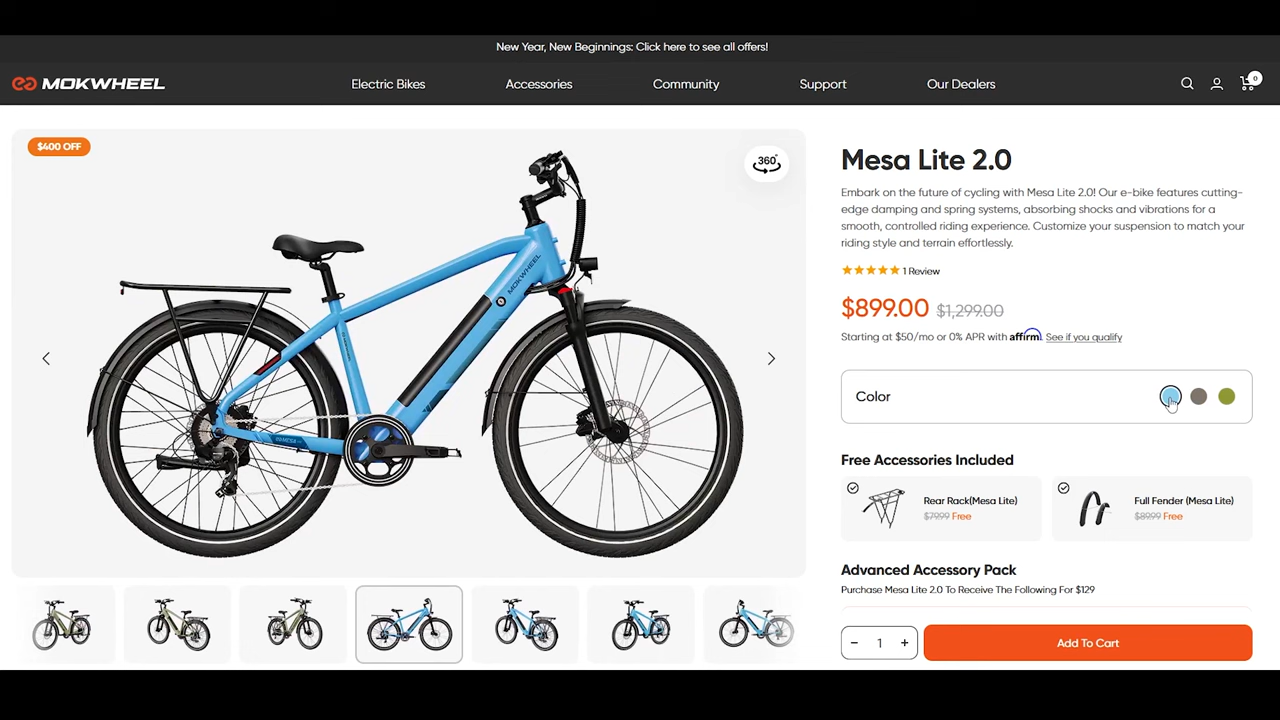 New Year, New Beginnings: Click here to see all offers!
MOKWHEEL
Electric Bikes
Accessories
Community
Support
Our Dealers
0
$400 OFF
360°
MOKWHEEL
Mesa Lite 2.0
Embark on the future of cycling with Mesa Lite 2.0! Our e-bike features cutting-
edge damping and spring systems, absorbing shocks and vibrations for a
smooth, controlled riding experience. Customize your suspension to match your
riding style and terrain effortlessly.
1 Review
$899.00 $1,299.00
Starting at $50/mo or 0% APR with affirm. See if you qualify
Color
Free Accessories Included
Rear Rack(Mesa Lite)
$79.99 Free
Full Fender (Mesa Lite)
$89.99 Free
Advanced Accessory Pack
Purchase Mesa Lite 2.0 To Receive The Following For $129
− 1 +
Add To Cart